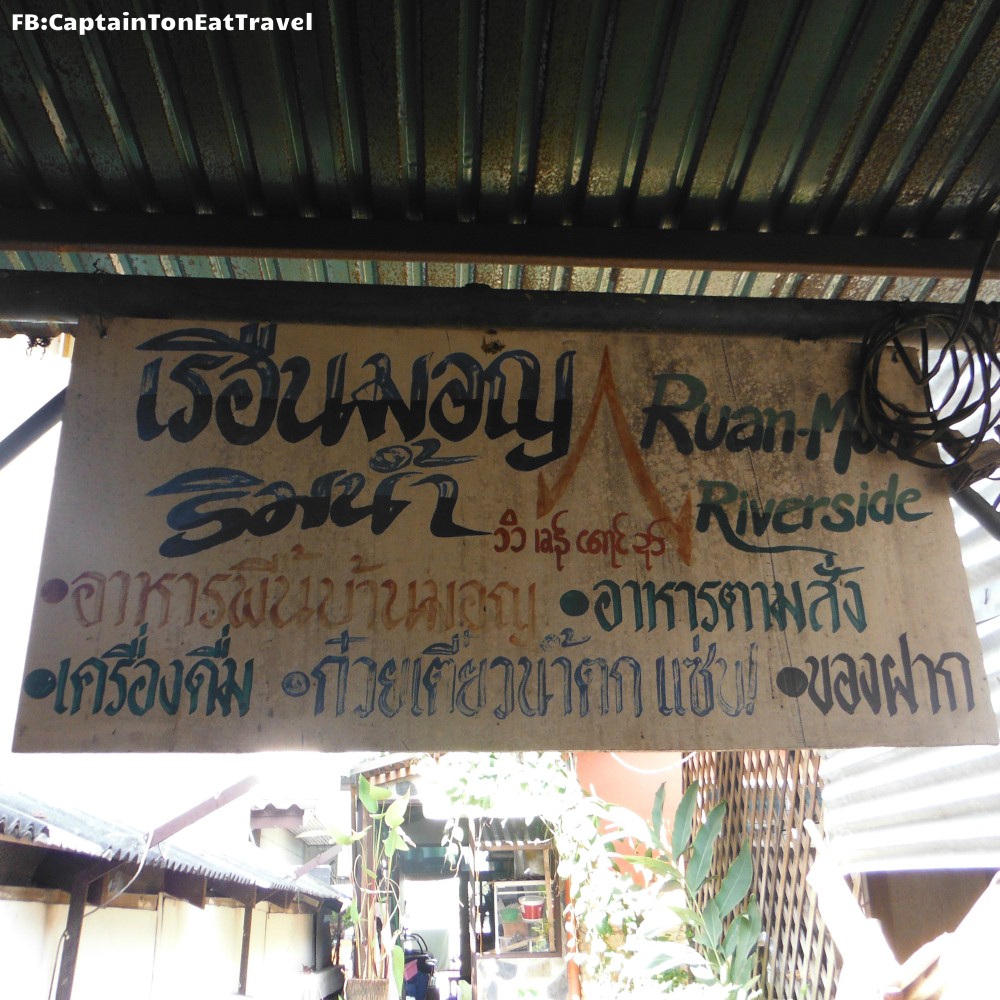 FB:CaptainTonEatTravel
เรือนมอญ
ริมน้ำ
Ruan-Mon
Riverside
•อาหารพื้นบ้านมอญ •อาหารตามสั่ง
•เครื่องดื่ม •ก๋วยเตี๋ยวน้ำตก แซ่บ! •ของฝาก